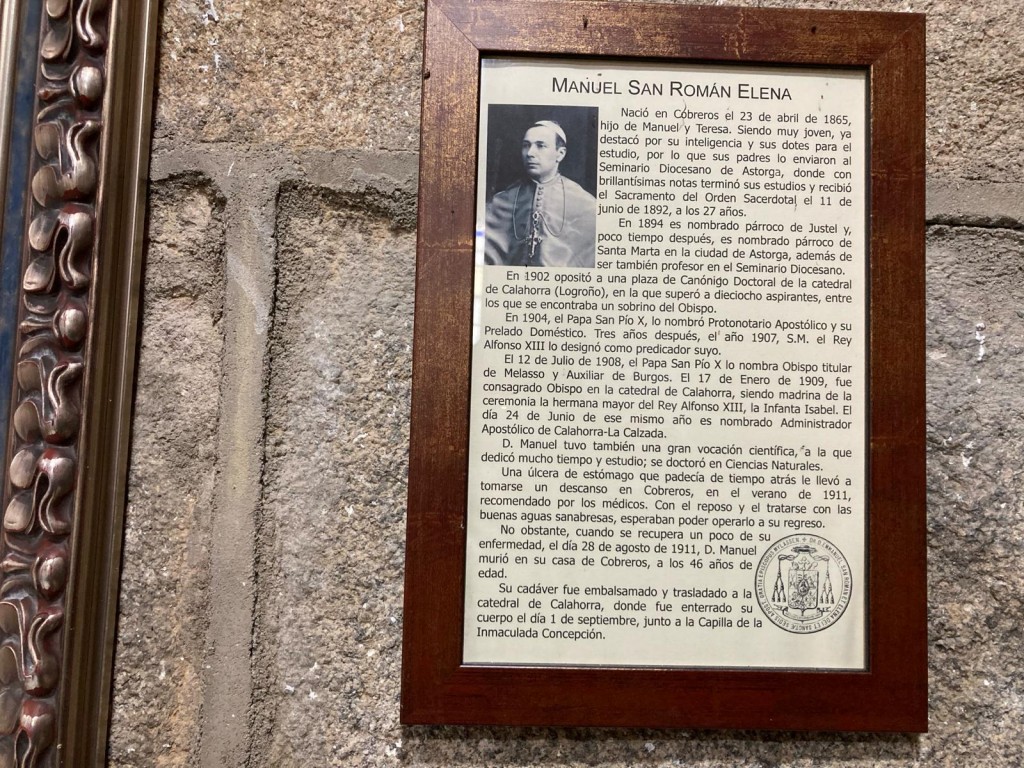 MANUEL SAN ROMÁN ELENA
Nació en Cobreros el 23 de abril de 1865,
hijo de Manuel y Teresa. Siendo muy joven, ya
destacó por su inteligencia y sus dotes para el
estudio, por lo que sus padres lo enviaron al
Seminario Diocesano de Astorga, donde con
brillantísimas notas terminó sus estudios y recibió
el Sacramento del Orden Sacerdotal el 11 de
junio de 1892, a los 27 años.
En 1894 es nombrado párroco de Justel y,
poco tiempo después, es nombrado párroco de
Santa Marta en la ciudad de Astorga, además de
ser también profesor en el Seminario Diocesano.
En 1902 opositó a una plaza de Canónigo Doctoral de la catedral
de Calahorra (Logroño), en la que superó a dieciocho aspirantes, entre
los que se encontraba un sobrino del Obispo.
En 1904, el Papa San Pío X, lo nombró Protonotario Apostólico y su
Prelado Doméstico. Tres años después, el año 1907, S.M. el Rey
Alfonso XIII lo designó como predicador suyo.
El 12 de Julio de 1908, el Papa San Pío X lo nombra Obispo titular
de Melasso y Auxiliar de Burgos. El 17 de Enero de 1909, fue
consagrado Obispo en la catedral de Calahorra, siendo madrina de la
ceremonia la hermana mayor del Rey Alfonso XIII, la Infanta Isabel. El
día 24 de Junio de ese mismo año es nombrado Administrador
Apostólico de Calahorra-La Calzada.
D. Manuel tuvo también una gran vocación científica, a la que
dedicó mucho tiempo y estudio; se doctoró en Ciencias Naturales.
Una úlcera de estómago que padecía de tiempo atrás le llevó a
tomarse un descanso en Cobreros, en el verano de 1911,
recomendado por los médicos. Con el reposo y el tratarse con las
buenas aguas sanabresas, esperaban poder operarlo a su regreso.
No obstante, cuando se recupera un poco de su
enfermedad, el día 28 de agosto de 1911, D. Manuel
murió en su casa de Cobreros, a los 46 años de
edad.
Su cadáver fue embalsamado y trasladado a la
catedral de Calahorra, donde fue enterrado su
cuerpo el día 1 de septiembre, junto a la Capilla de la
Inmaculada Concepción.